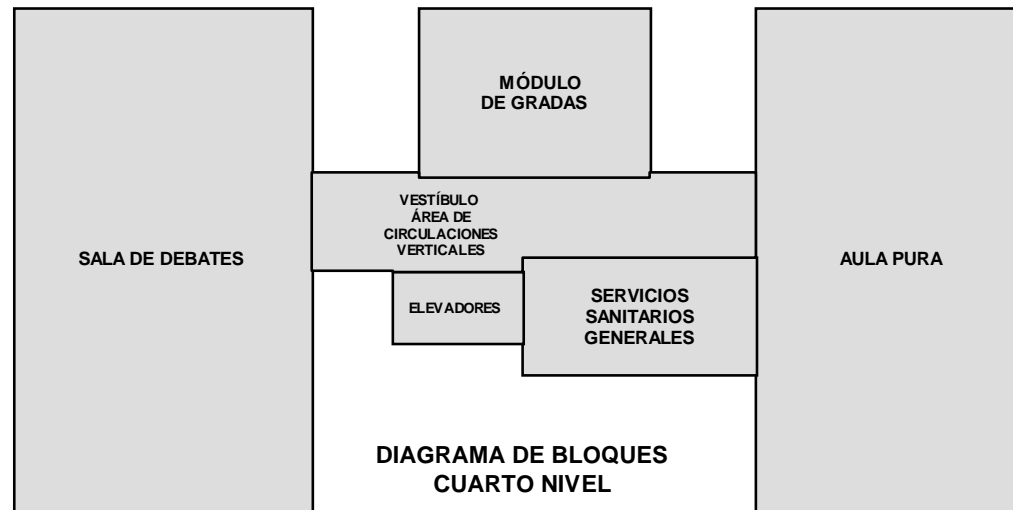 MÓDULO
DE GRADAS
VESTÍBULO
ÁREA DE
CIRCULACIONES
VERTICALES
SALA DE DEBATES
AULA PURA
ELEVADORES
SERVICIOS
SANITARIOS
GENERALES
DIAGRAMA DE BLOQUES
CUARTO NIVEL